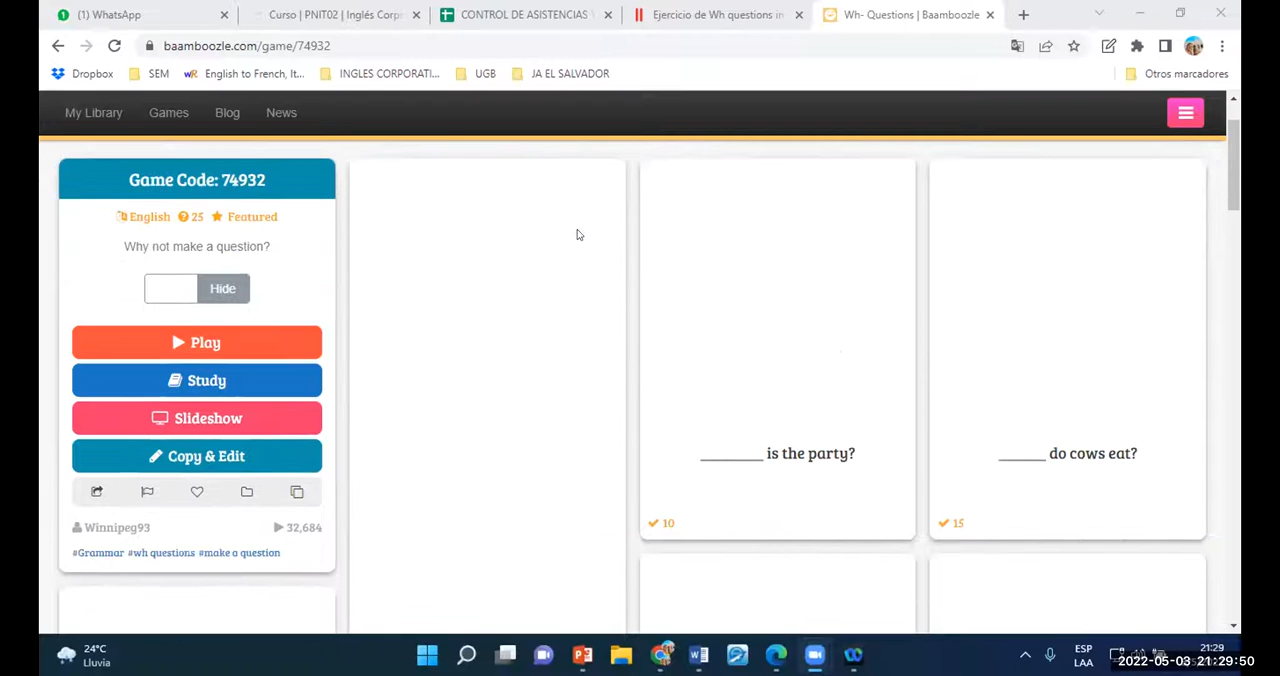 (1) WhatsApp
Curso | PNIT02 | Inglés Corpr
CONTROL DE ASISTENCIAS
Ejercicio de Wh questions in
Wh- Questions | Baamboozle
baamboozle.com/game/74932
Dropbox
SEM
English to French, It...
INGLES CORPORATI...
UGB
JA EL SALVADOR
Otros marcadores
My Library
Games
Blog
News
Game Code: 74932
English
25
Featured
Why not make a question?
Hide
Play
Study
Slideshow
Copy & Edit
Winnipeg93
32,684
#Grammar #wh questions #make a question
________ is the party?
10
______ do cows eat?
15
24°C
Lluvia
ESP
LAA
21:29
2022-05-03 21:29:50